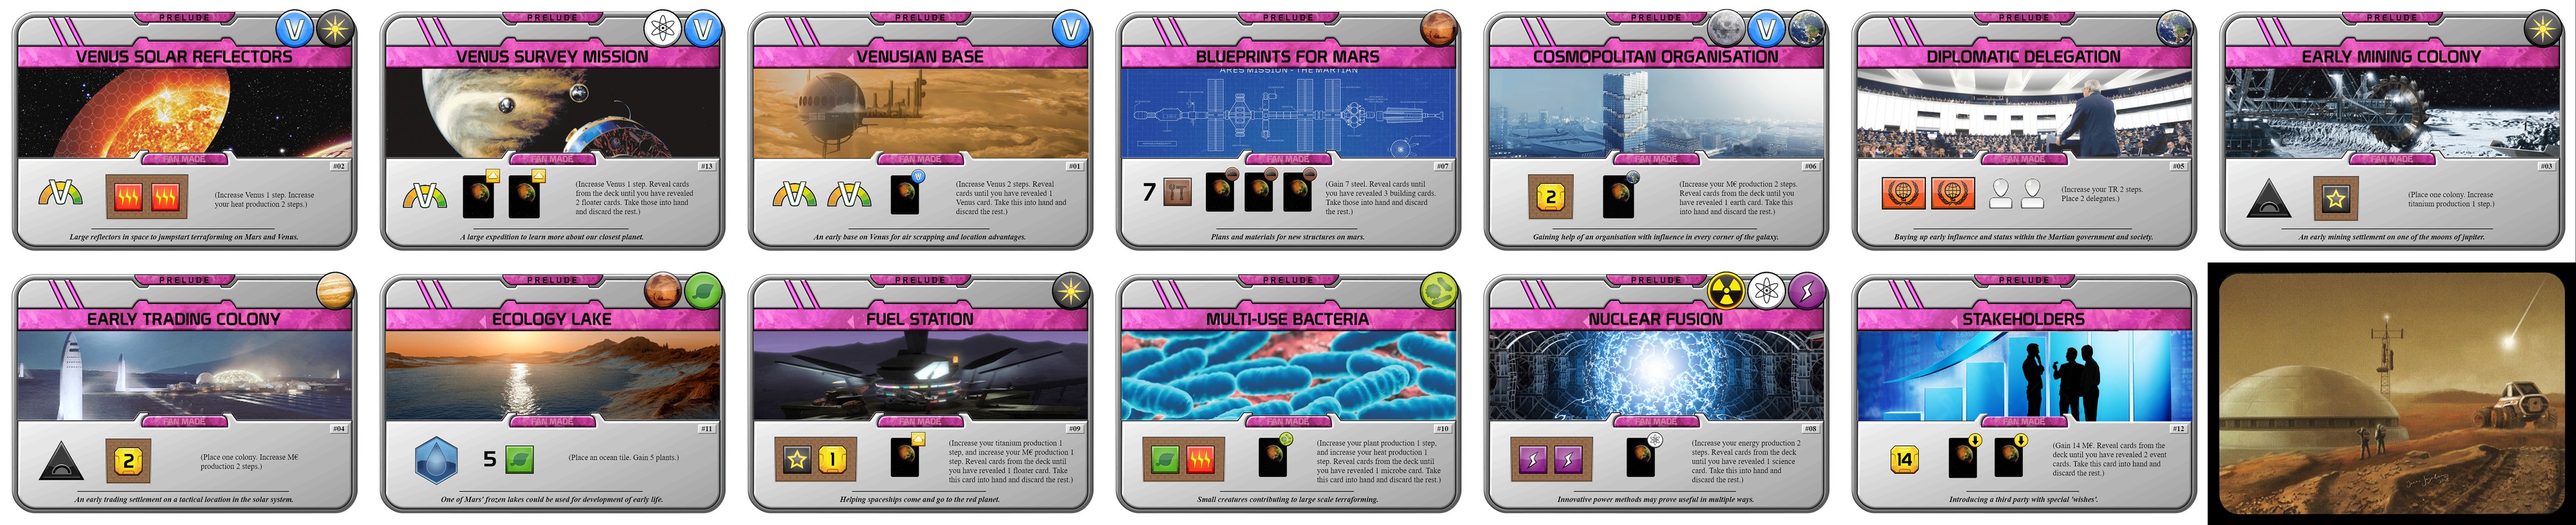 PRELUDE
VENUS SOLAR REFLECTORS
FAN MADE
#02
(Increase Venus 1 step. Increase
your heat production 2 steps.)
Large reflectors in space to jumpstart terraforming on Mars and Venus.
PRELUDE
VENUS SURVEY MISSION
FAN MADE
#13
(Increase Venus 1 step. Reveal cards
from the deck until you have revealed
2 floater cards. Take those into hand
and discard the rest.)
A large expedition to learn more about our closest planet.
PRELUDE
VENUSIAN BASE
FAN MADE
#01
(Increase Venus 2 steps. Reveal
cards until you have revealed 1
Venus card. Take this into hand and
discard the rest.)
An early base on Venus for air scrapping and location advantages.
PRELUDE
BLUEPRINTS FOR MARS
ARES MISSION - THE MARTIAN
FAN MADE
#07
7
(Gain 7 steel. Reveal cards until
you have revealed 3 building cards.
Take those into hand and discard
the rest.)
Plans and materials for new structures on mars.
PRELUDE
COSMOPOLITAN ORGANISATION
FAN MADE
#06
2
(Increase your M€ production 2 steps.
Reveal cards from the deck until you
have revealed 1 earth card. Take this
into hand and discard the rest.)
Gaining help of an organisation with influence in every corner of the galaxy.
PRELUDE
DIPLOMATIC DELEGATION
FAN MADE
#05
(Increase your TR 2 steps.
Place 2 delegates.)
Buying up early influence and status within the Martian government and society.
PRELUDE
EARLY MINING COLONY
FAN MADE
#03
(Place one colony. Increase
titanium production 1 step.)
An early mining settlement on one of the moons of jupiter.
PRELUDE
EARLY TRADING COLONY
FAN MADE
#04
2
(Place one colony. Increase M€
production 2 steps.)
An early trading settlement on a tactical location in the solar system.
PRELUDE
ECOLOGY LAKE
FAN MADE
#11
5
(Place an ocean tile. Gain 5 plants.)
One of Mars' frozen lakes could be used for development of early life.
PRELUDE
FUEL STATION
FAN MADE
#09
1
(Increase your titanium production 1
step, and increase your M€ production 1
step. Reveal cards from the deck until
you have revealed 1 floater card. Take
this card into hand and discard the rest.)
Helping spaceships come and go to the red planet.
PRELUDE
MULTI-USE BACTERIA
FAN MADE
#10
(Increase your plant production 1 step,
and increase your heat production 1
step. Reveal cards from the deck until
you have revealed 1 microbe card. Take
this card into hand and discard the rest.)
Small creatures contributing to large scale terraforming.
PRELUDE
NUCLEAR FUSION
FAN MADE
#08
(Increase your energy production 2
steps. Reveal cards from the deck
until you have revealed 1 science
card. Take this into hand and
discard the rest.)
Innovative power methods may prove useful in multiple ways.
PRELUDE
STAKEHOLDERS
FAN MADE
#12
14
(Gain 14 M€. Reveal cards from the
deck until you have revealed 2 event
cards. Take this card into hand and
discard the rest.)
Introducing a third party with special 'wishes'.